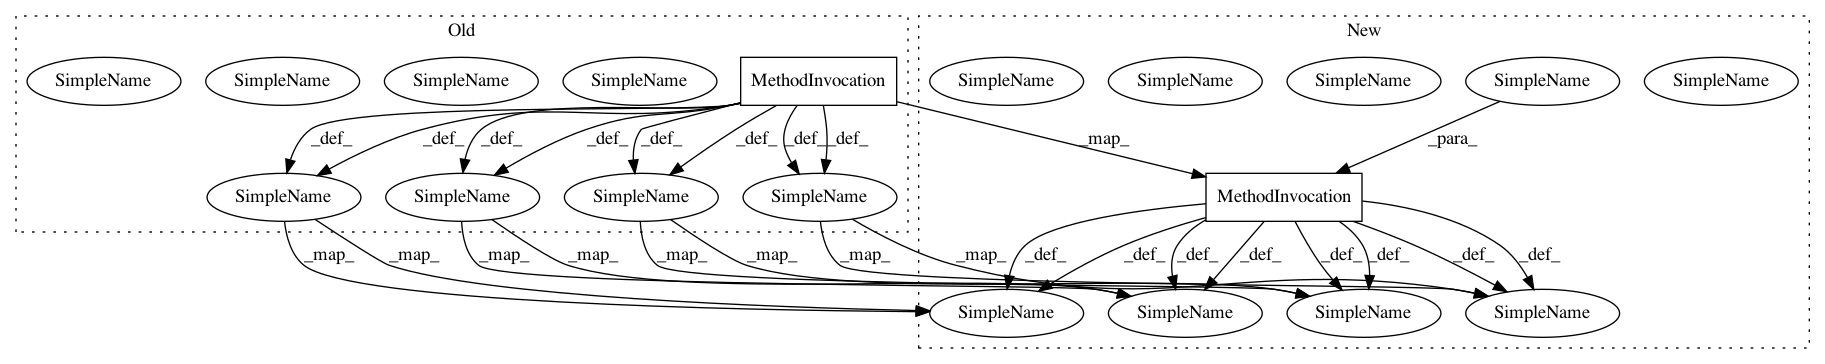 Old New
SimpleName SimpleName SimpleName SimpleName MethodInvocation SimpleName SimpleName SimpleName SimpleName SimpleName
_def_ _def_ _def_ _def_ _def_ _def_ _def_ _def_ _map_ _para_
SimpleName SimpleName SimpleName SimpleName MethodInvocation
_map_ _map_ _map_ _map_ _map_ _map_ _map_ _map_ _def_ _def_ _def_ _def_ _def_ _def_ _def_ _def_
SimpleName SimpleName SimpleName SimpleName